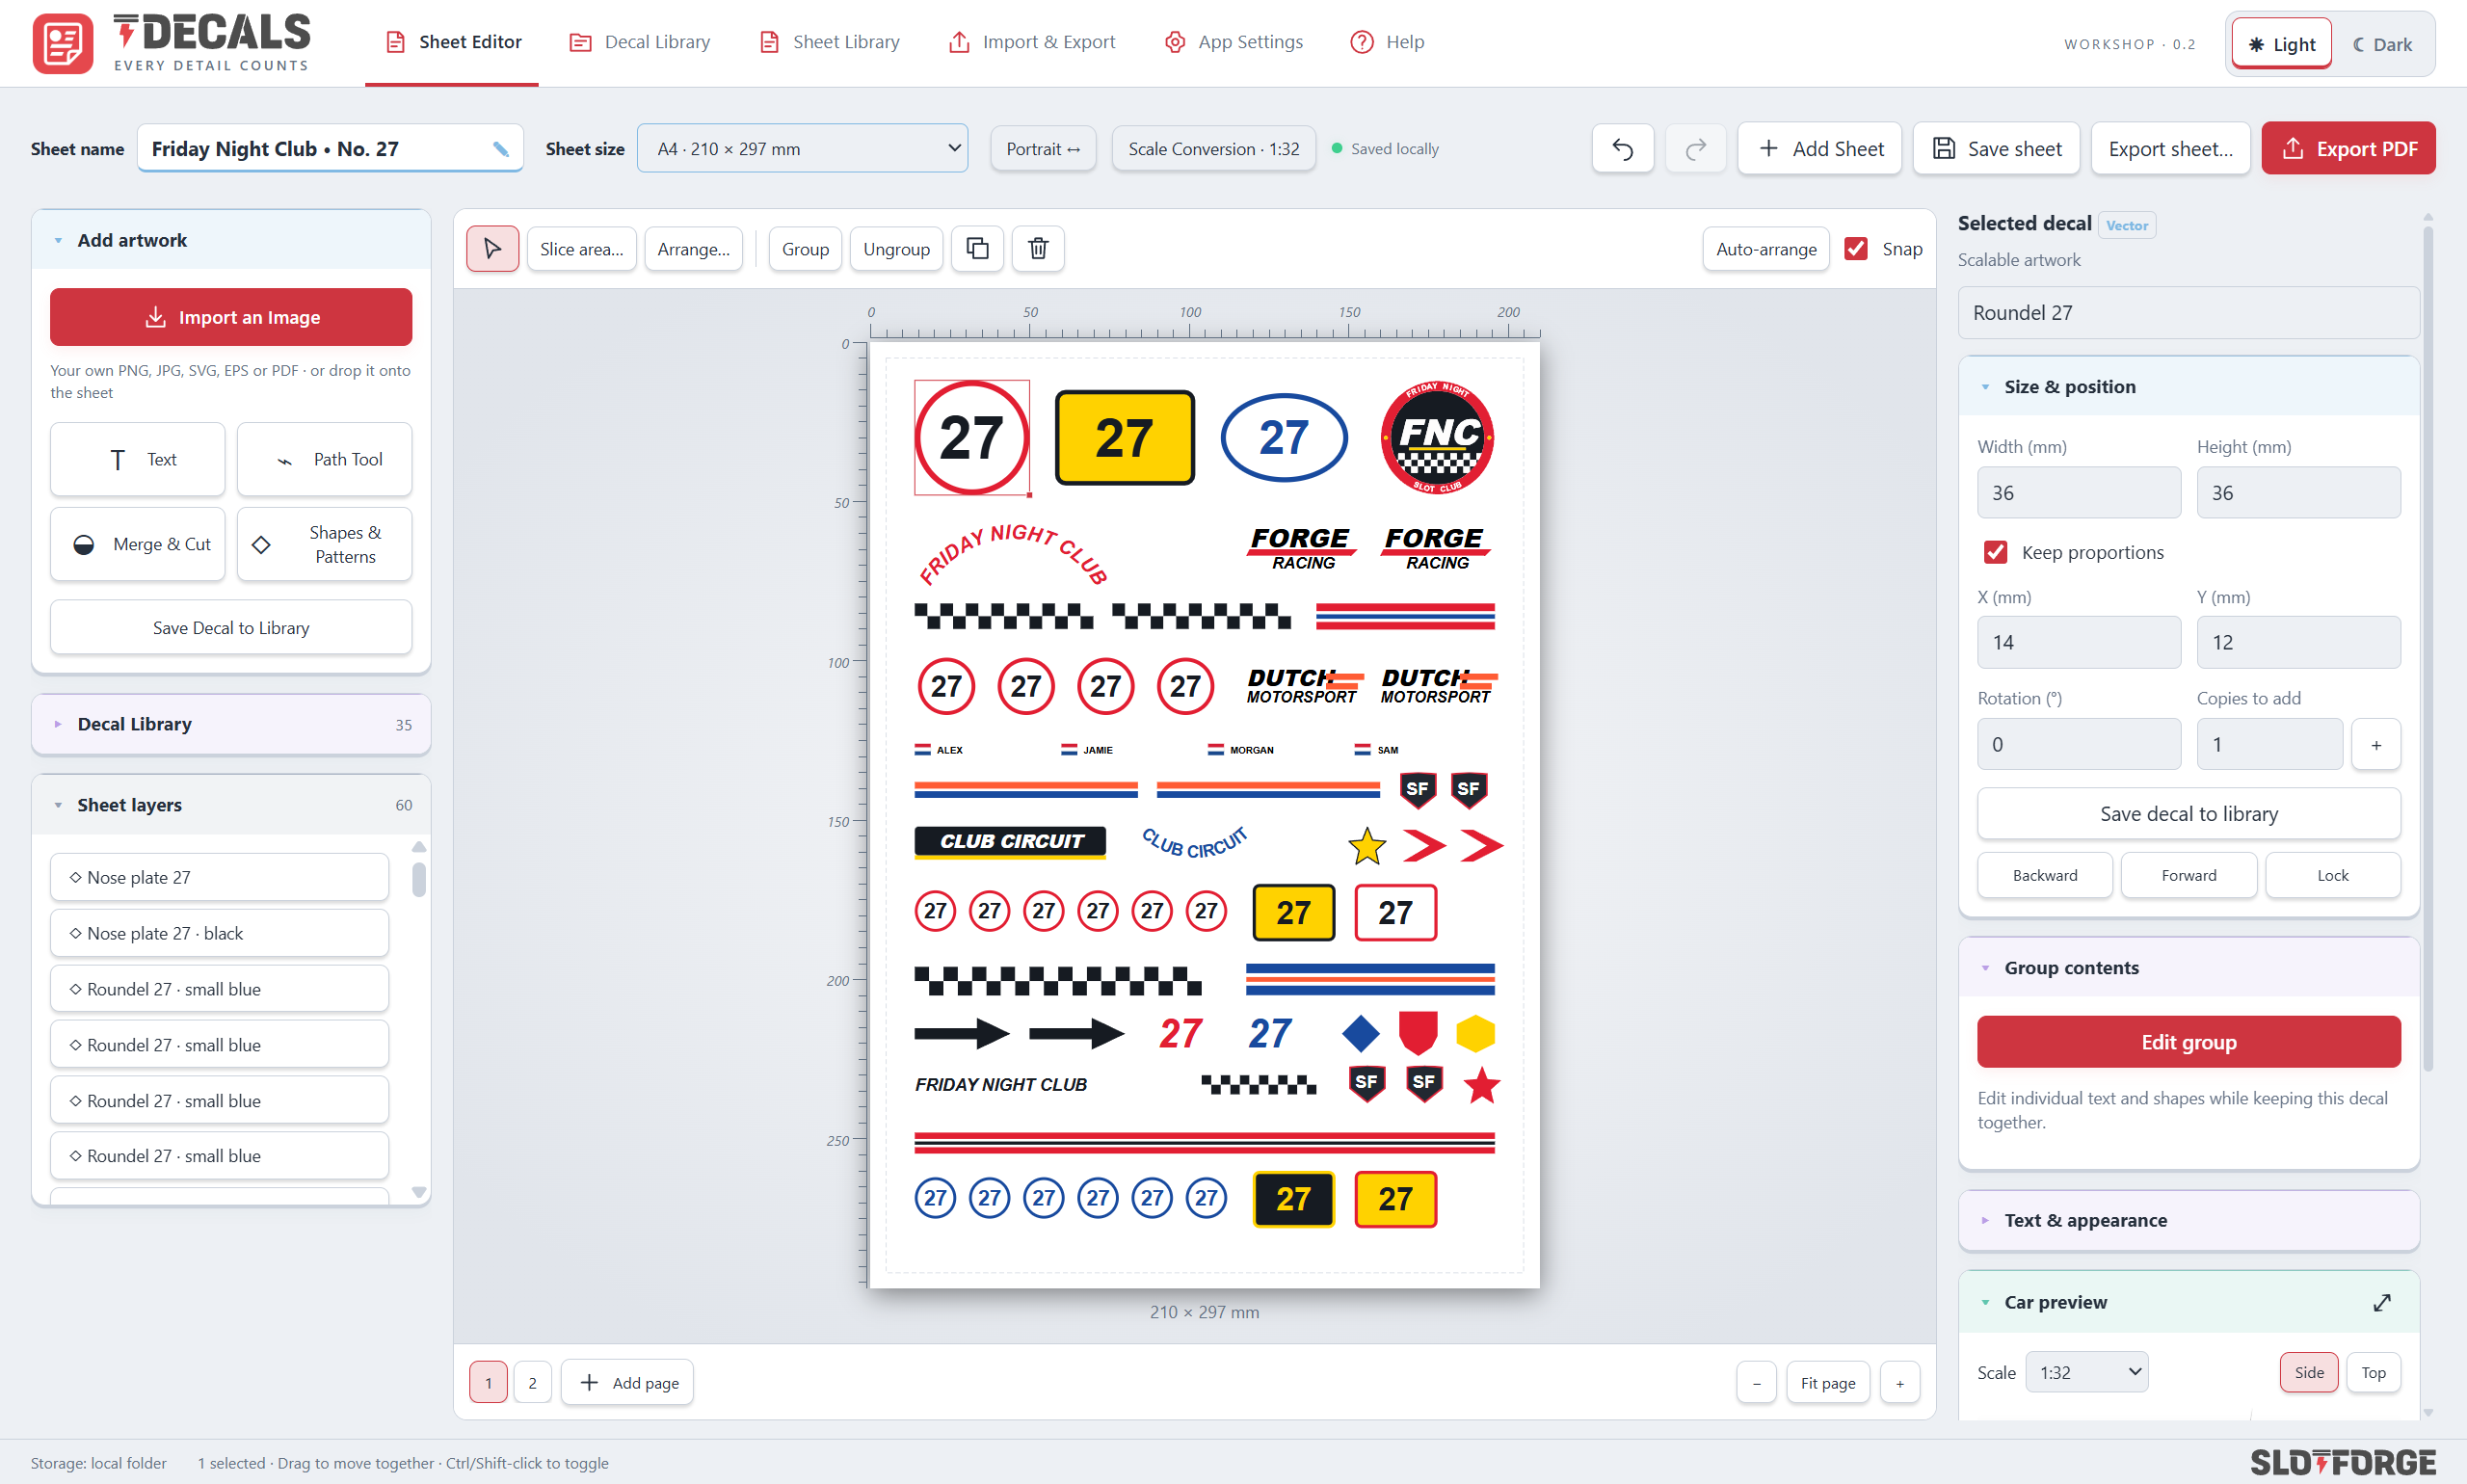 DECALS
EVERY DETAIL COUNTS
Sheet Editor
Decal Library
Sheet Library
Import & Export
App Settings
Help
WORKSHOP · 0.2
Light
Dark
Sheet name
Friday Night Club • No. 27
Sheet size
A4 · 210 × 297 mm
Portrait ↔
Scale Conversion · 1:32
Saved locally
Add Sheet
Save sheet
Export sheet...
Export PDF
Add artwork
Import an Image
Your own PNG, JPG, SVG, EPS or PDF · or drop it onto
the sheet
T Text
Path Tool
Merge & Cut
Shapes &
Patterns
Save Decal to Library
Decal Library
35
Sheet layers
60
Nose plate 27
Nose plate 27 · black
Roundel 27 · small blue
Roundel 27 · small blue
Roundel 27 · small blue
Roundel 27 · small blue
Slice area...
Arrange...
Group
Ungroup
Auto-arrange
Snap
0 50 100 150 200
0
50
100
150
200
250
27
27
27
FRIDAY NIGHT
FNC
SLOT CLUB
FRIDAY NIGHT CLUB
FORGE
RACING
FORGE
RACING
27 27 27 27
DUTCH
MOTORSPORT
DUTCH
MOTORSPORT
ALEX
JAMIE
MORGAN
SAM
SF
SF
CLUB CIRCUIT
CLUB CIRCUIT
27 27 27 27 27 27
27
27
27
27
FRIDAY NIGHT CLUB
SF
SF
27 27 27 27 27 27
27
27
210 × 297 mm
1
2
Add page
−
Fit page
+
Selected decal
Vector
Scalable artwork
Roundel 27
Size & position
Width (mm)
Height (mm)
36
36
Keep proportions
X (mm)
Y (mm)
14
12
Rotation (°)
Copies to add
0
1
+
Save decal to library
Backward
Forward
Lock
Group contents
Edit group
Edit individual text and shapes while keeping this decal
together.
Text & appearance
Car preview
Scale
1:32
Side
Top
Storage: local folder
1 selected · Drag to move together · Ctrl/Shift-click to toggle
SLOTFORGE